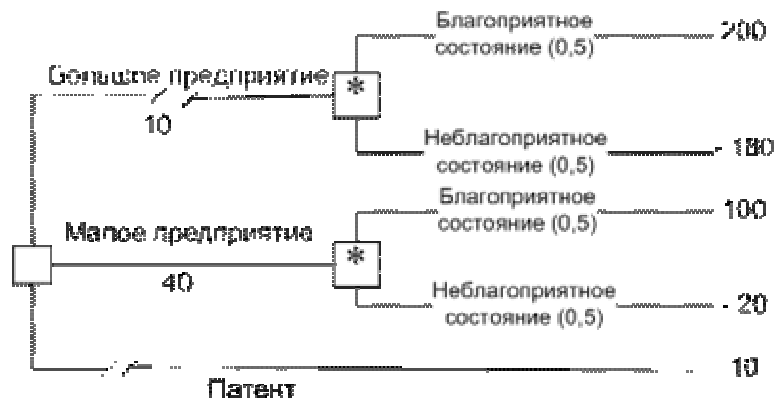 Благоприятное
состояние (0,5)
200
Большое предприятие
10
Неблагоприятное
состояние (0,5)
- 180
Благоприятное
состояние (0,5)
100
Малое предприятие
40
Неблагоприятное
состояние (0,5)
- 20
10
Патент